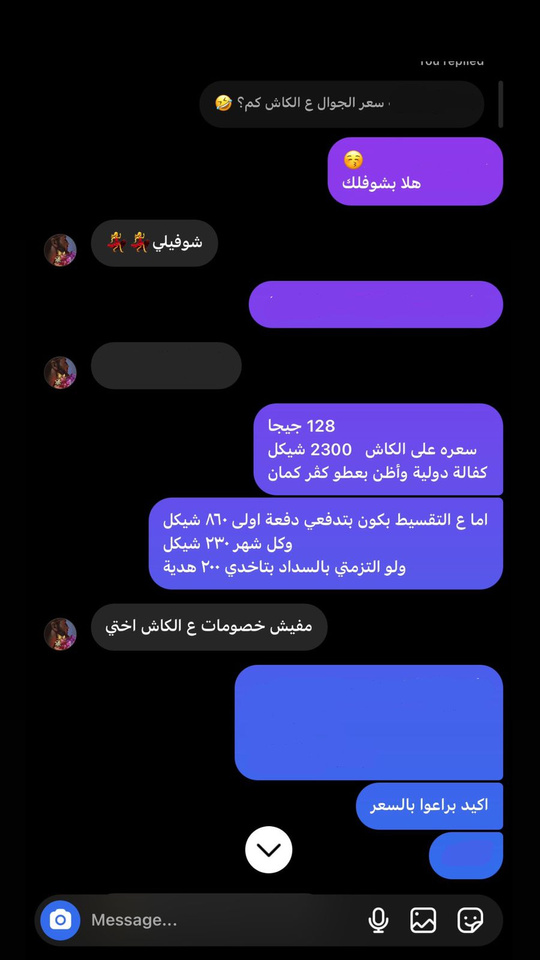 You replied
سعر الجوال ع الكاش كم؟ 🤣
😚
هلا بشوفلك
شوفيلي 💃💃
128 جيجا
سعره على الكاش 2300 شيكل
كفالة دولية وأظن بعطو كفر كمان
اما ع التقسيط بكون بتدفعي دفعة اولى ٨٦٠ شيكل
وكل شهر ٢٣٠ شيكل
ولو التزمتي بالسداد بتاخدي ٢٠٠ هدية
مفيش خصومات ع الكاش اختي
اكيد براعوا بالسعر
Message...